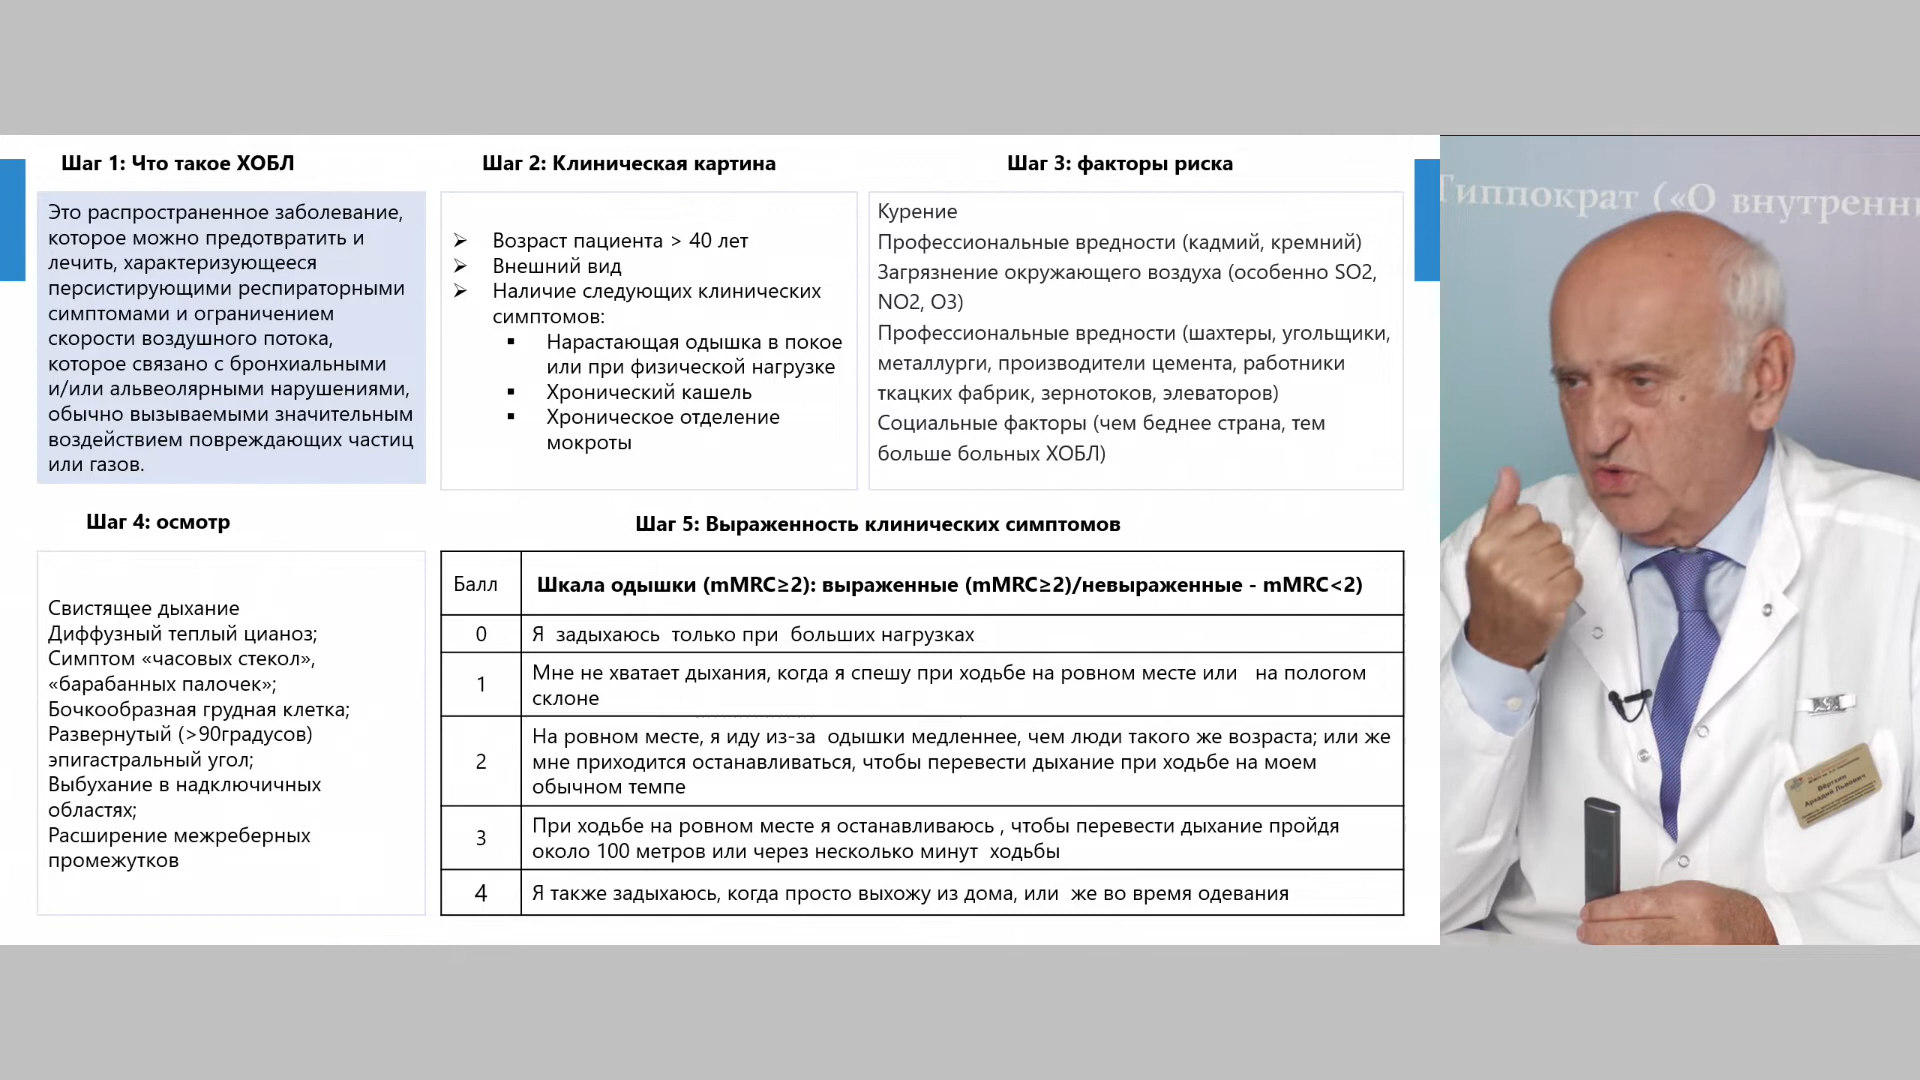 Шаг 1: Что такое ХОБЛ
Это распространенное заболевание,
которое можно предотвратить и
лечить, характеризующееся
персистирующими респираторными
симптомами и ограничением
скорости воздушного потока,
которое связано с бронхиальными
и/или альвеолярными нарушениями,
обычно вызываемыми значительным
воздействием повреждающих частиц
или газов.
Шаг 2: Клиническая картина
Возраст пациента > 40 лет
Внешний вид
Наличие следующих клинических
симптомов:
Нарастающая одышка в покое
или при физической нагрузке
Хронический кашель
Хроническое отделение
мокроты
Шаг 3: факторы риска
Курение
Профессиональные вредности (кадмий, кремний)
Загрязнение окружающего воздуха (особенно SO2,
NO2, O3)
Профессиональные вредности (шахтеры, угольщики,
металлурги, производители цемента, работники
ткацких фабрик, зернотоков, элеваторов)
Социальные факторы (чем беднее страна, тем
больше больных ХОБЛ)
Шаг 4: осмотр
Свистящее дыхание
Диффузный теплый цианоз;
Симптом «часовых стекол»,
«барабанных палочек»;
Бочкообразная грудная клетка;
Развернутый (>90градусов)
эпигастральный угол;
Выбухание в надключичных
областях;
Расширение межреберных
промежутков
Шаг 5: Выраженность клинических симптомов
Балл Шкала одышки (mMRC≥2): выраженные (mMRC≥2)/невыраженные - mMRC<2)
0 Я задыхаюсь только при больших нагрузках
1 Мне не хватает дыхания, когда я спешу при ходьбе на ровном месте или на пологом
склоне
2 На ровном месте, я иду из-за одышки медленнее, чем люди такого же возраста; или же
мне приходится останавливаться, чтобы перевести дыхание при ходьбе на моем
обычном темпе
3 При ходьбе на ровном месте я останавливаюсь , чтобы перевести дыхание пройдя
около 100 метров или через несколько минут ходьбы
4 Я также задыхаюсь, когда просто выхожу из дома, или же во время одевания
Гиппократ («О внутренн
Вёрткин
Аркадий Львович